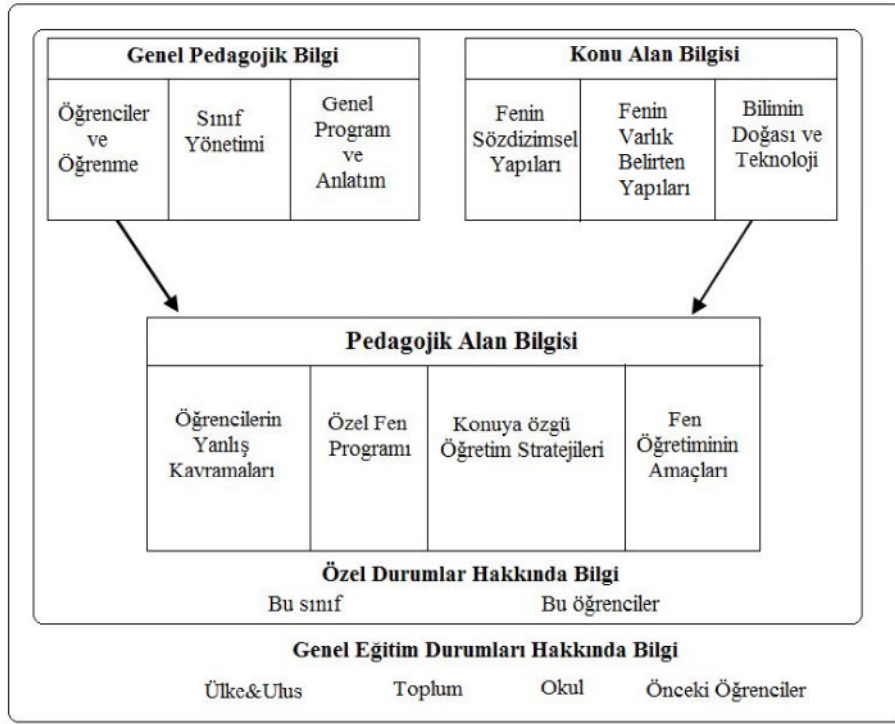 Genel Pedagojik Bilgi
Öğrenciler
ve
Öğrenme
Sınıf
Yönetimi
Genel
Program
ve
Anlatım
Konu Alan Bilgisi
Fenin
Sözdizimsel
Yapıları
Fenin
Varlık
Belirten
Yapıları
Bilimin
Doğası ve
Teknoloji
Pedagojik Alan Bilgisi
Öğrencilerin
Yanlış
Kavramaları
Özel Fen
Programı
Konuya özgü
Öğretim Stratejileri
Fen
Öğretiminin
Amaçları
Özel Durumlar Hakkında Bilgi
Bu sınıf Bu öğrenciler
Genel Eğitim Durumları Hakkında Bilgi
Ülke&Ulus Toplum Okul Önceki Öğrenciler